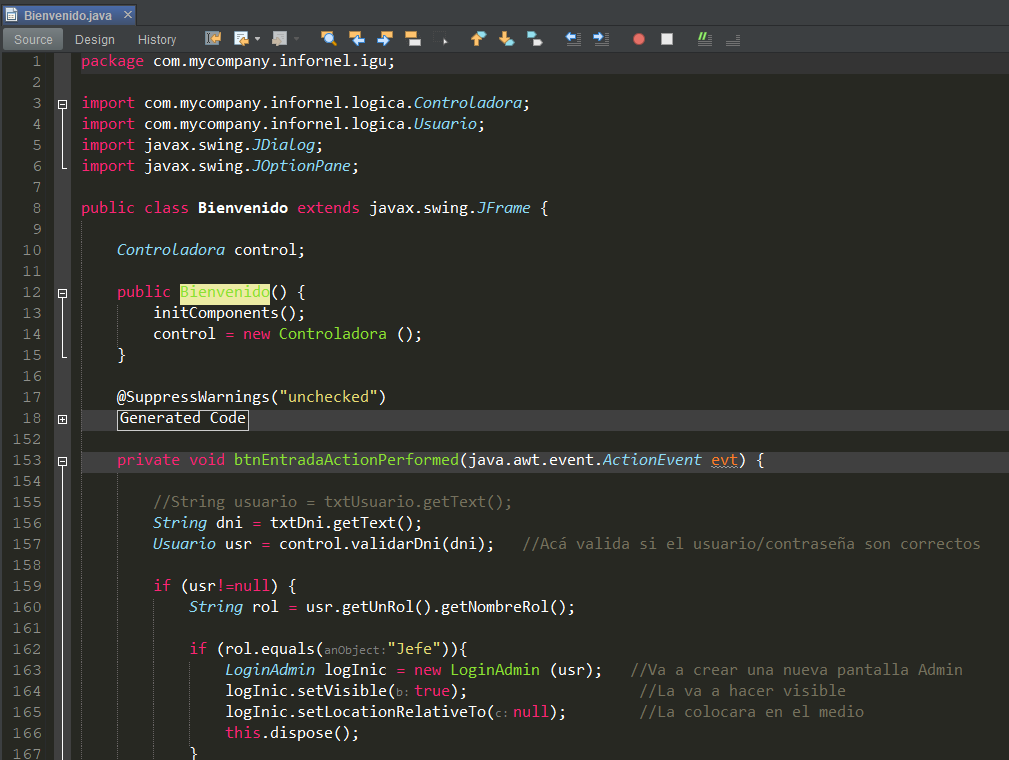 Bienvenido.java
Source Design History
1 package com.mycompany.infornel.igu;
2
3 import com.mycompany.infornel.logica.Controladora;
4 import com.mycompany.infornel.logica.Usuario;
5 import javax.swing.JDialog;
6 import javax.swing.JOptionPane;
7
8 public class Bienvenido extends javax.swing.JFrame {
9
10 Controladora control;
11
12 public Bienvenido() {
13 initComponents();
14 control = new Controladora ();
15 }
16
17 @SuppressWarnings("unchecked")
18 Generated Code
152
153 private void btnEntradaActionPerformed(java.awt.event.ActionEvent evt) {
154
155 //String usuario = txtUsuario.getText();
156 String dni = txtDni.getText();
157 Usuario usr = control.validarDni(dni); //Acá valida si el usuario/contraseña son correctos
158
159 if (usr!=null) {
160 String rol = usr.getUnRol().getNombreRol();
161
162 if (rol.equals(anObject:"Jefe")){
163 LoginAdmin logInic = new LoginAdmin (usr); //Va a crear una nueva pantalla Admin
164 logInic.setVisible(b: true); //La va a hacer visible
165 logInic.setLocationRelativeTo(c: null); //La colocara en el medio
166 this.dispose();
167 }